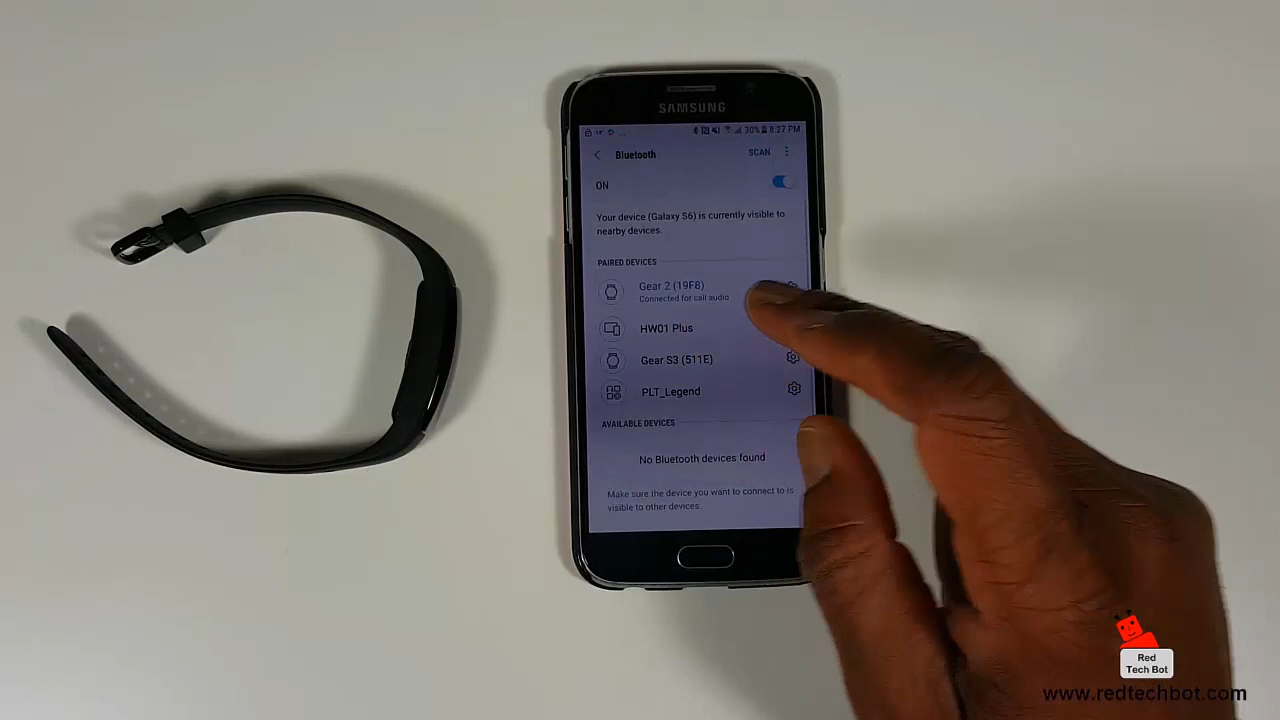 SAMSUNG
30% 8:27 PM
Bluetooth
SCAN
ON
Your device (Galaxy S6) is currently visible to
nearby devices.
PAIRED DEVICES
Gear 2 (19F8)
Connected for call audio
HW01 Plus
Gear S3 (511E)
PLT_Legend
AVAILABLE DEVICES
No Bluetooth devices found
Make sure the device you want to connect to is
visible to other devices.
Red
Tech Bot
www.redtechbot.com